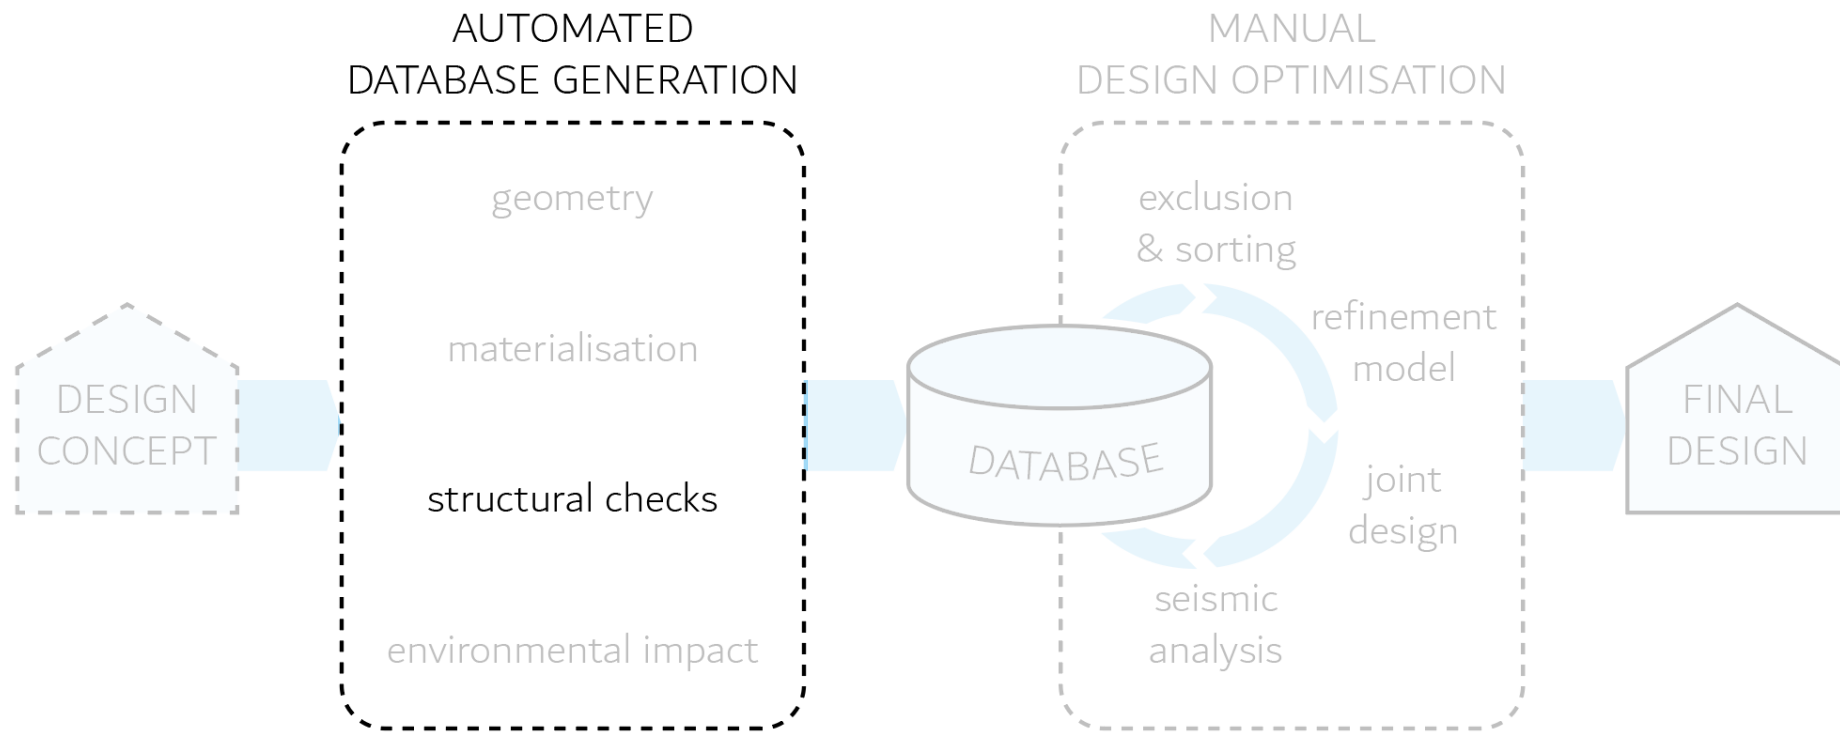 AUTOMATED
DATABASE GENERATION
MANUAL
DESIGN OPTIMISATION
DESIGN
CONCEPT
geometry
materialisation
structural checks
environmental impact
DATABASE
exclusion
& sorting
refinement
model
joint
design
seismic
analysis
FINAL
DESIGN